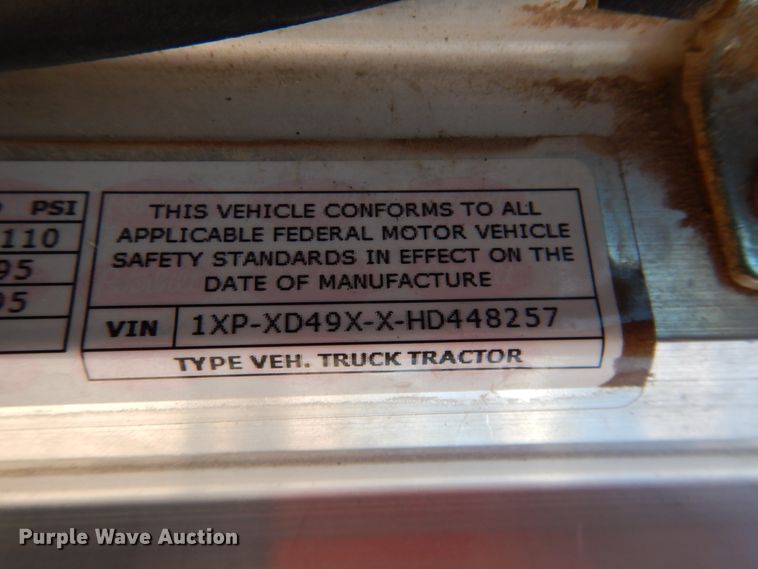 PSI
110
95
95
THIS VEHICLE CONFORMS TO ALL
APPLICABLE FEDERAL MOTOR VEHICLE
SAFETY STANDARDS IN EFFECT ON THE
DATE OF MANUFACTURE
VIN 1XP-XD49X-X-HD448257
TYPE VEH. TRUCK TRACTOR
Purple Wave Auction